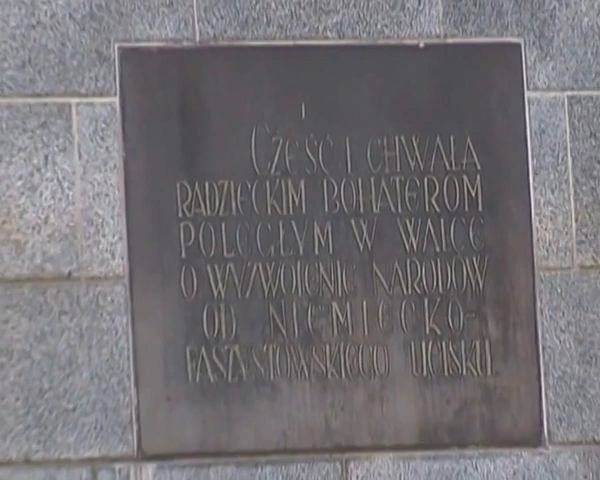 CZEŚĆ I CHWAŁA
RADZIECKIM BOHATEROM
POLEGŁYM W WALCE
O WYZWOLENIE NARODÓW
OD NIEMIECKO-
FASZYSTOWSKIEGO UCISKU